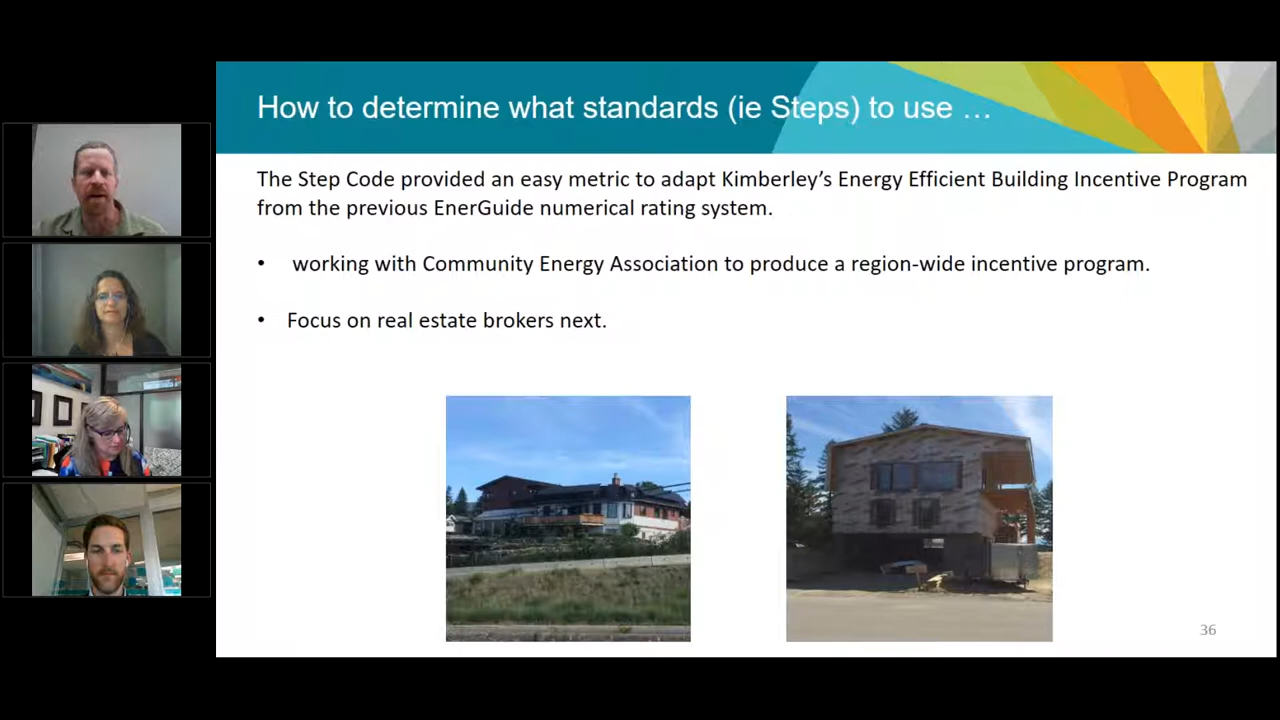 How to determine what standards (ie Steps) to use …
The Step Code provided an easy metric to adapt Kimberley’s Energy Efficient Building Incentive Program
from the previous EnerGuide numerical rating system.
• working with Community Energy Association to produce a region-wide incentive program.
• Focus on real estate brokers next.
36